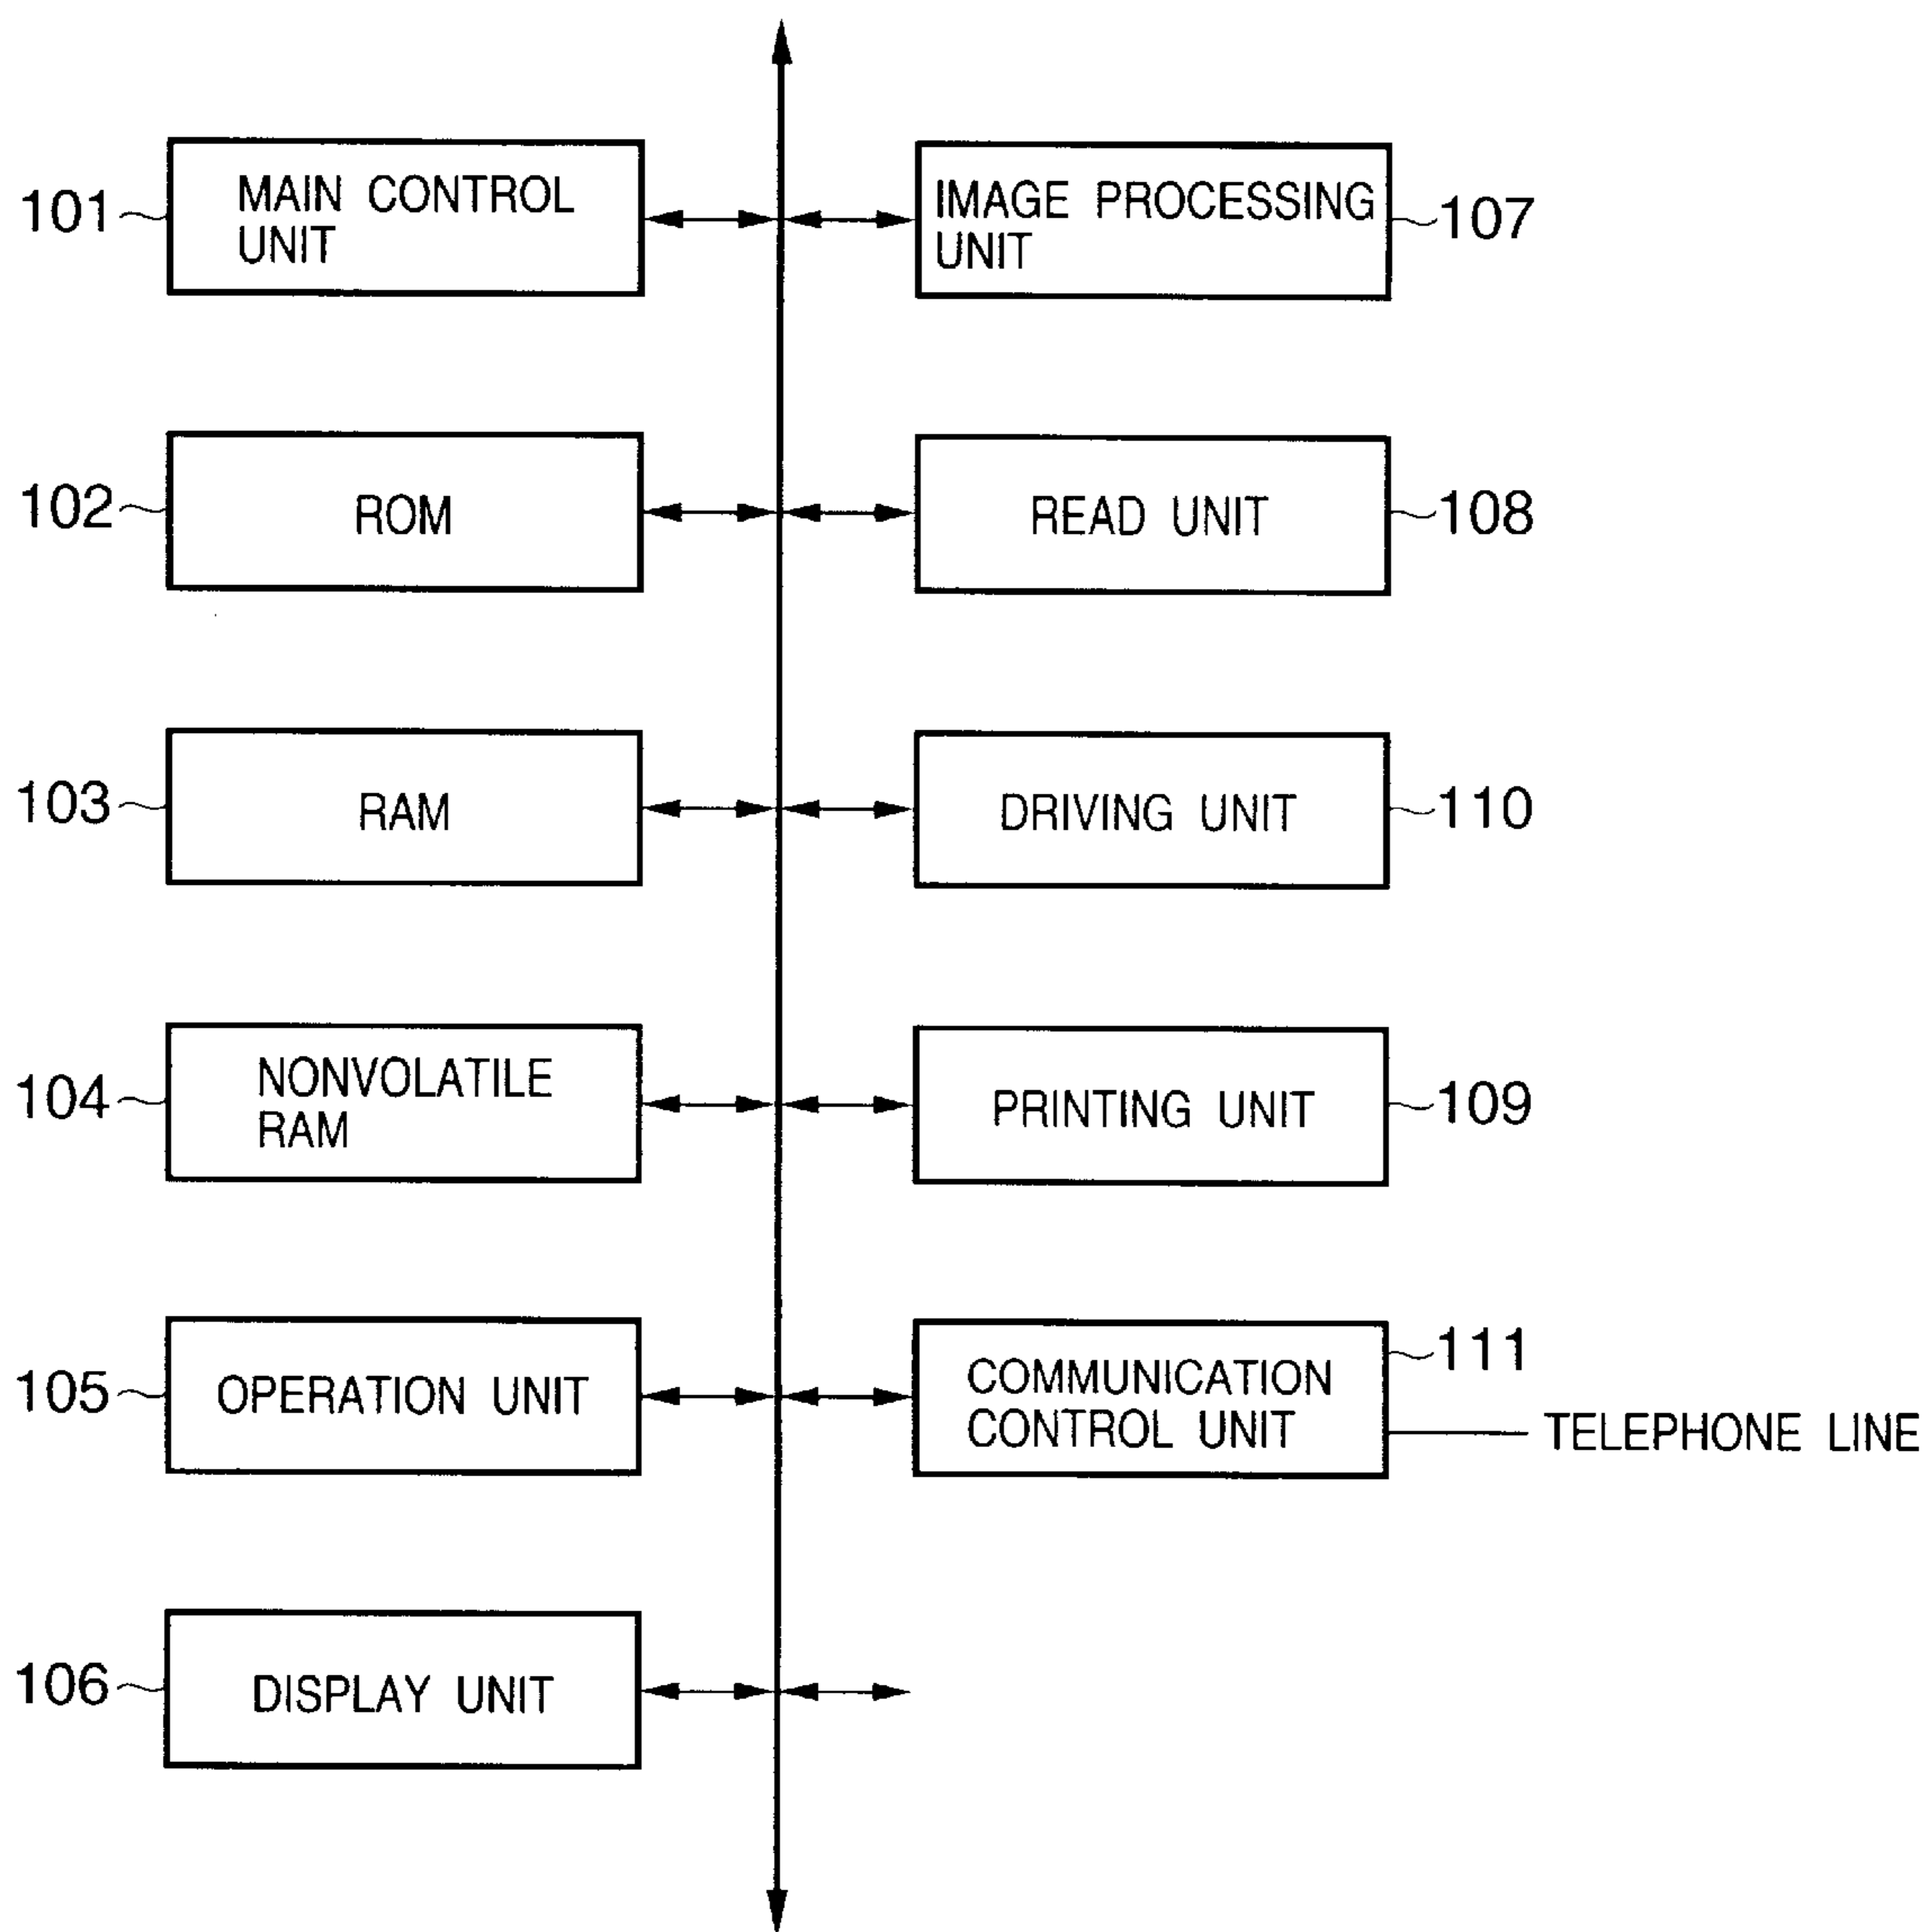 101
MAIN CONTROL
UNIT
IMAGE PROCESSING
UNIT
107
102
ROM
READ UNIT
108
103
RAM
DRIVING UNIT
110
104
NONVOLATILE
RAM
PRINTING UNIT
109
105
OPERATION UNIT
COMMUNICATION
CONTROL UNIT
111
TELEPHONE LINE
106
DISPLAY UNIT